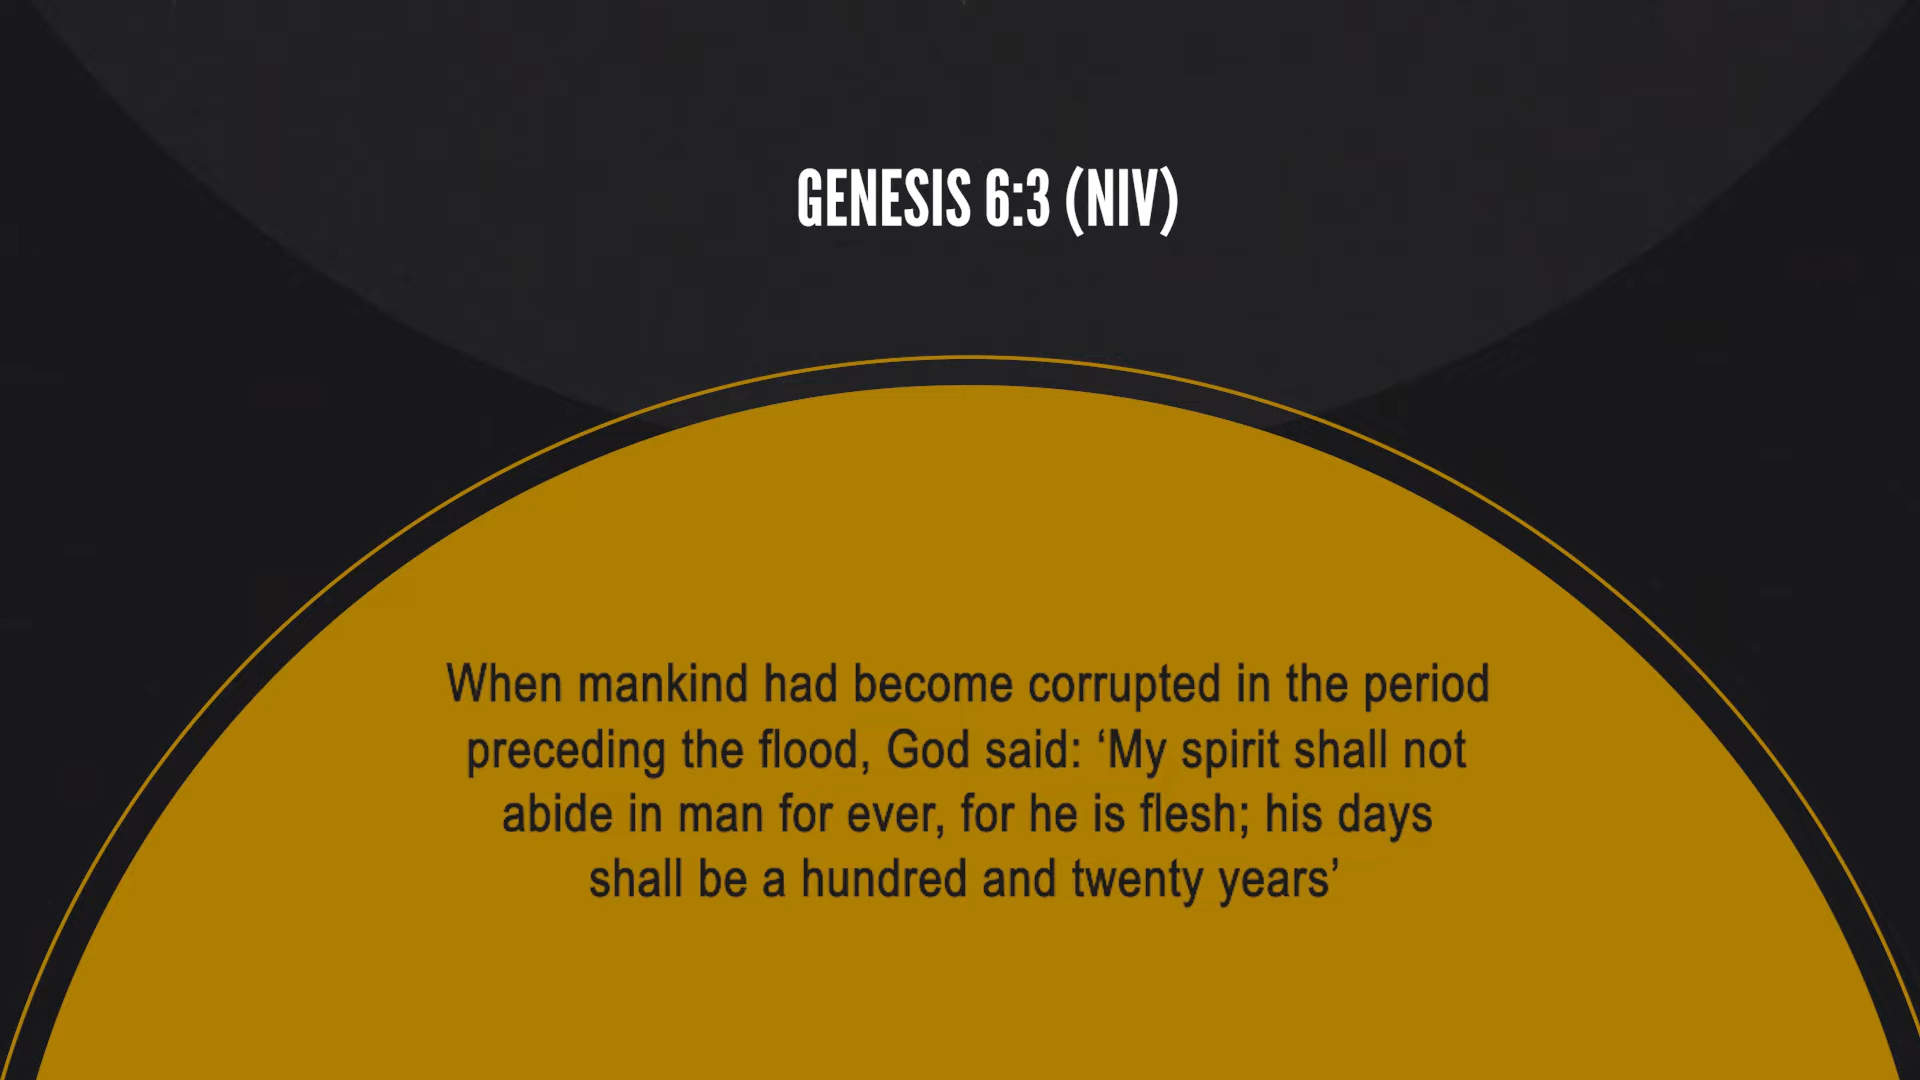 GENESIS 6:3 (NIV)
When mankind had become corrupted in the period
preceding the flood, God said: ‘My spirit shall not
abide in man for ever, for he is flesh; his days
shall be a hundred and twenty years’